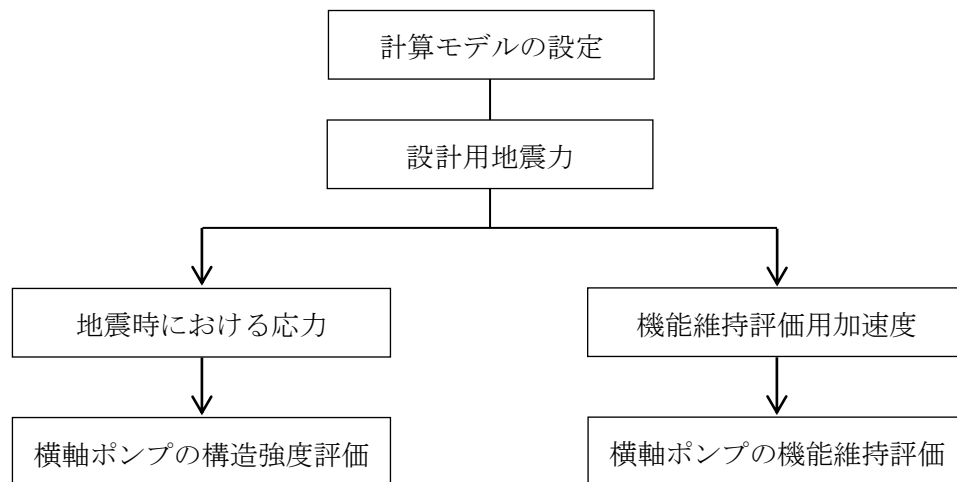 計算モデルの設定
設計用地震力
地震時における応力
機能維持評価用加速度
横軸ポンプの構造強度評価
横軸ポンプの機能維持評価